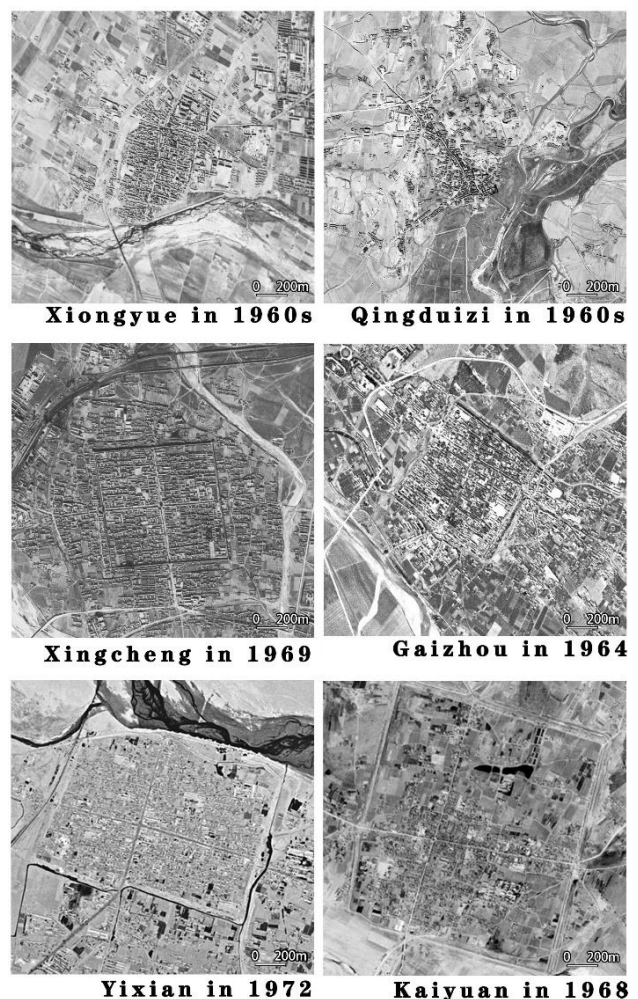 0 200m
0 200m
Xiongyue in 1960s
Qingduizi in 1960s
0 200m
0 200m
Xingcheng in 1969
Gaizhou in 1964
0 200m
0 200m
Yixian in 1972
Kaiyuan in 1968